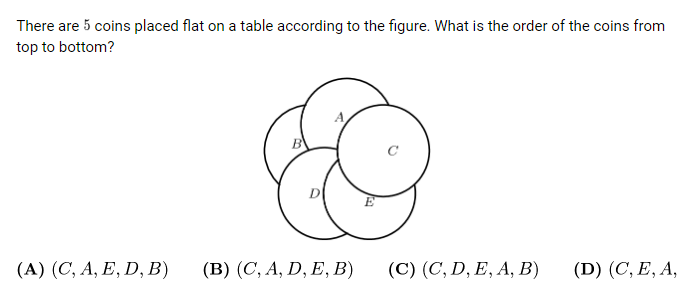 There are 5 coins placed flat on a table according to the figure. What is the order of the coins from
top to bottom?
A
B
C
D
E
(A) (C, A, E, D, B) (B) (C, A, D, E, B) (C) (C, D, E, A, B) (D) (C, E, A,